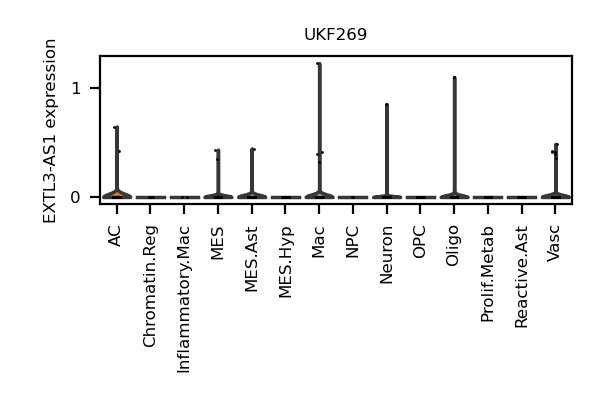 UKF269
EXTL3-AS1 expression
1
0
AC
Chromatin.Reg
Inflammatory.Mac
MES
MES.Ast
MES.Hyp
Mac
NPC
Neuron
OPC
Oligo
Prolif.Metab
Reactive.Ast
Vasc